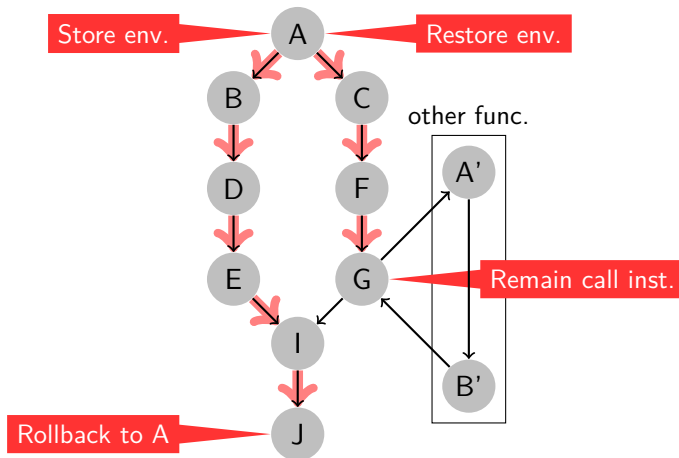 Store env.
A
Restore env.
B
C
other func.
A'
D
F
E
G
Remain call inst.
I
B'
Rollback to A
J